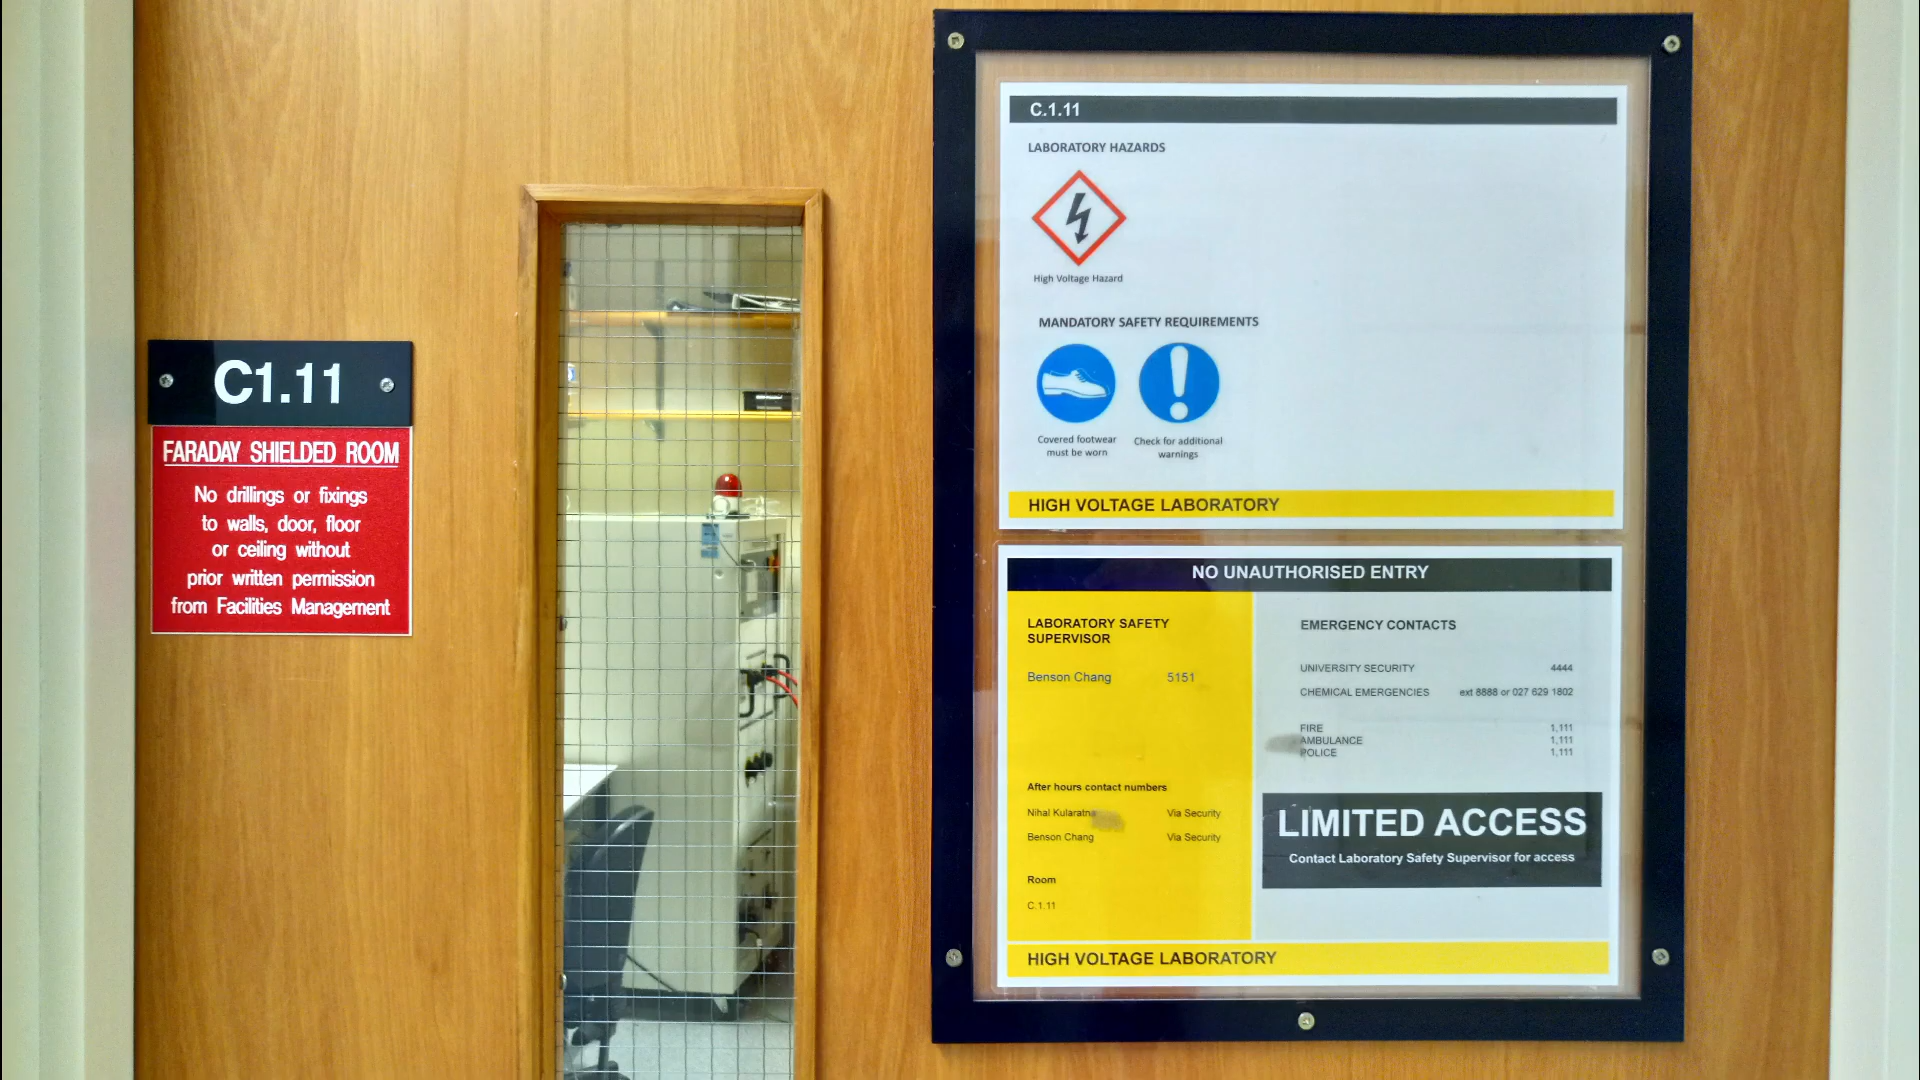 C1.11
FARADAY SHIELDED ROOM
No drillings or fixings
to walls, door, floor
or ceiling without
prior written permission
from Facilities Management
C.1.11
LABORATORY HAZARDS
High Voltage Hazard
MANDATORY SAFETY REQUIREMENTS
Covered footwear
must be worn
Check for additional
warnings
HIGH VOLTAGE LABORATORY
NO UNAUTHORISED ENTRY
LABORATORY SAFETY
SUPERVISOR
Benson Chang 5151
After hours contact numbers
Nihal Kularatna Via Security
Benson Chang Via Security
Room
C.1.11
EMERGENCY CONTACTS
UNIVERSITY SECURITY 4444
CHEMICAL EMERGENCIES ext 8888 or 027 629 1802
FIRE 1,111
AMBULANCE 1,111
POLICE 1,111
LIMITED ACCESS
Contact Laboratory Safety Supervisor for access
HIGH VOLTAGE LABORATORY